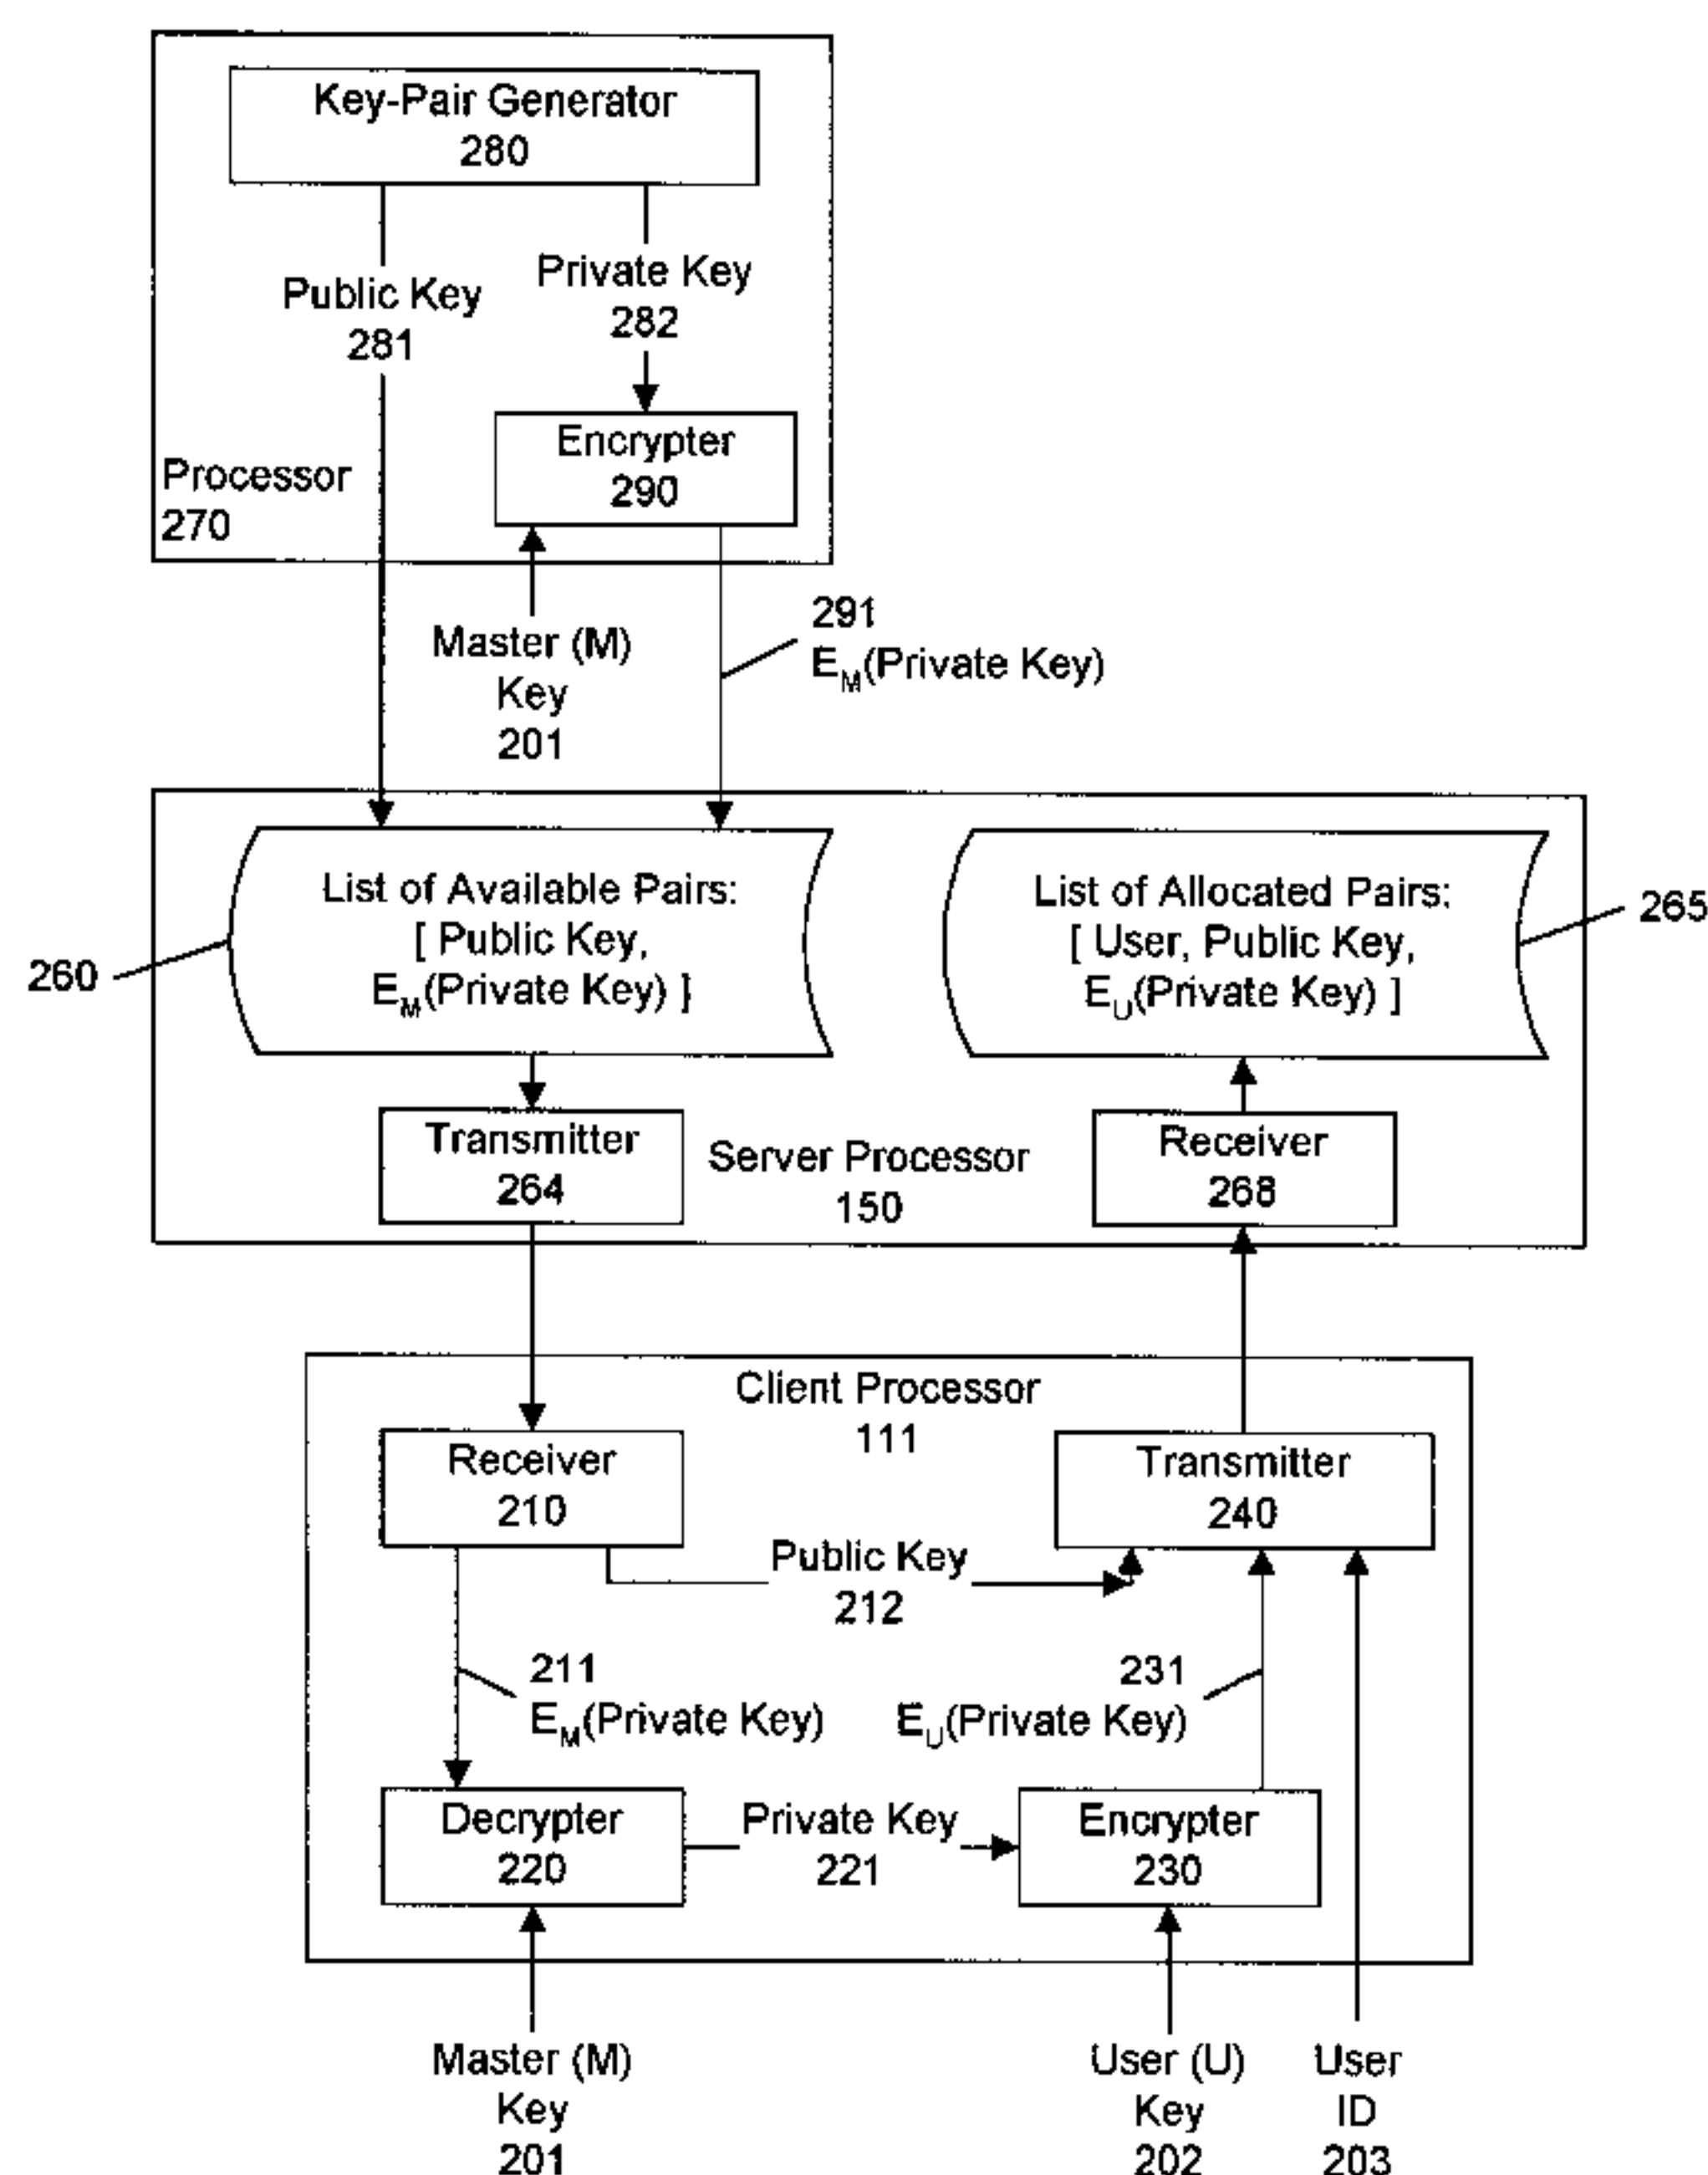 Key-Pair Generator
280
Public Key
281
Private Key
282
Encrypter
290
Processor
270
Master (M)
Key
201
291
E_M(Private Key)
List of Available Pairs:
[ Public Key,
E_M(Private Key) ]
260
List of Allocated Pairs:
[ User, Public Key,
E_U(Private Key) ]
265
Transmitter
264
Server Processor
150
Receiver
268
Client Processor
111
Receiver
210
Transmitter
240
Public Key
212
211
E_M(Private Key)
231
E_U(Private Key)
Decrypter
220
Private Key
221
Encrypter
230
Master (M)
Key
201
User (U)
Key
202
User
ID
203